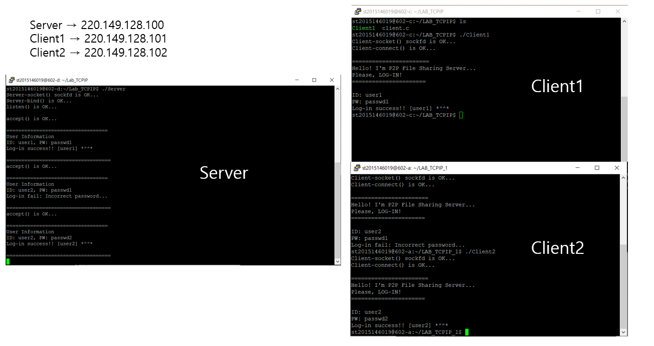 Server → 220.149.128.100
Client1 → 220.149.128.101
Client2 → 220.149.128.102
st2015146019@602-d: ~/Lab_TCPIP
st2015146019@602-d:~/Lab_TCPIP$ ./Server
Server-socket() sockfd is OK...
Server-bind() is OK...
listen() is OK...
accept() is OK...
===============================
User Information
ID: user1, PW: passwd1
Log-in success!! [user1] *^^*
===============================
accept() is OK...
===============================
User Information
ID: user2, PW: passwd1
Log-in fail: Incorrect password...
===============================
accept() is OK...
===============================
User Information
ID: user2, PW: passwd2
Log-in success!! [user2] *^^*
===============================
Server
st2015146019@602-c: ~/LAB_TCPIP
st2015146019@602-c:~/LAB_TCPIP$ ls
Client1 client.c
st2015146019@602-c:~/LAB_TCPIP$ ./Client1
Client-socket() sockfd is OK...
Client-connect() is OK...
=======================
Hello! I'm P2P File Sharing Server...
Please, LOG-IN!
=======================
ID: user1
PW: passwd1
Log-in success!! [user1] *^^*
st2015146019@602-c:~/LAB_TCPIP$
Client1
st2015146019@602-a: ~/LAB_TCPIP_1
Client-socket() sockfd is OK...
Client-connect() is OK...
=======================
Hello! I'm P2P File Sharing Server...
Please, LOG-IN!
=======================
ID: user2
PW: passwd1
Log-in fail: Incorrect password...
st2015146019@602-a:~/LAB_TCPIP_1$ ./Client2
Client-socket() sockfd is OK...
Client-connect() is OK...
=======================
Hello! I'm P2P File Sharing Server...
Please, LOG-IN!
=======================
ID: user2
PW: passwd2
Log-in success!! [user2] *^^*
st2015146019@602-a:~/LAB_TCPIP_1$
Client2